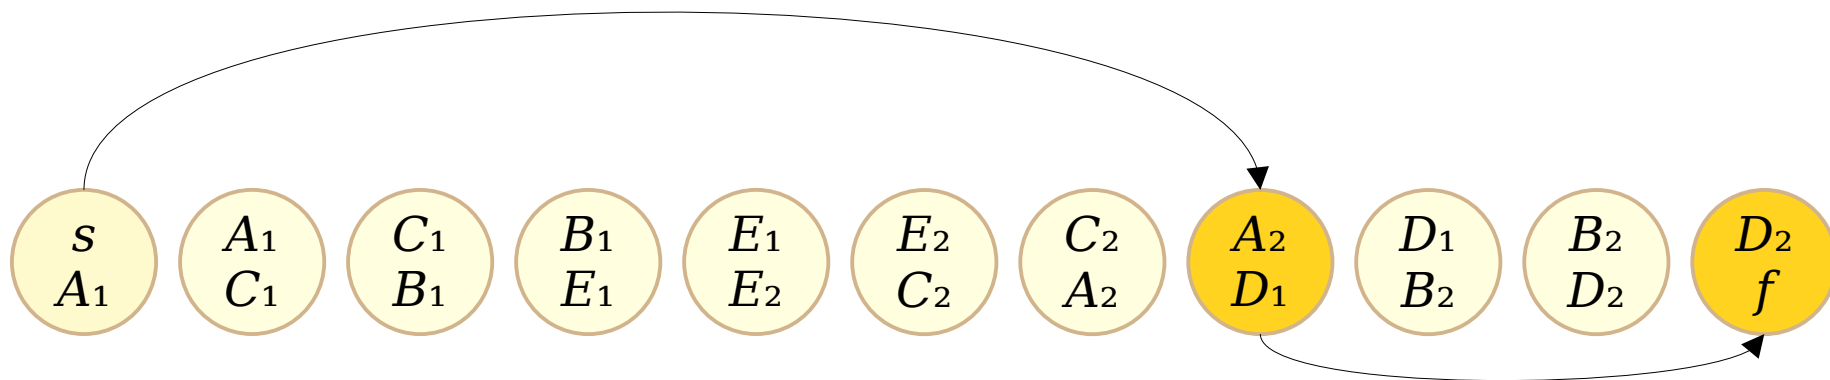 s
A₁
A₁
C₁
C₁
B₁
B₁
E₁
E₁
E₂
E₂
C₂
C₂
A₂
A₂
D₁
D₁
B₂
B₂
D₂
D₂
f